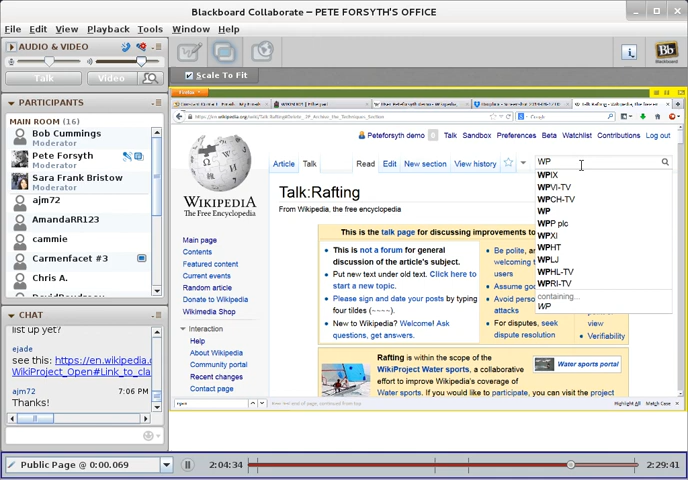 Blackboard Collaborate – PETE FORSYTH'S OFFICE
File Edit View Playback Tools Window Help
AUDIO & VIDEO
Talk Video
Scale To Fit
PARTICIPANTS
MAIN ROOM (16)
Bob Cummings
Moderator
Pete Forsyth
Moderator
Sara Frank Bristow
Moderator
ajm72
AmandaRR123
cammie
Carmenfacet #3
Chris A.
CHAT
list up yet?
ejade
see this: https://en.wikipedia.c
WikiProject_Open#Link_to_cla
ajm72 7:06 PM
Thanks!
Public Page @ 0:00.069
2:04:34
2:29:41
Bb
Blackboard
Peteforsyth demo Talk Sandbox Preferences Beta Watchlist Contributions Log out
Article Talk Read Edit New section View history
WP
WPIX
WPVI-TV
WPCH-TV
WP
WPP plc
WPXI
WPHT
WPLJ
WPHL-TV
WPRI-TV
containing...
WP
WIKIPEDIA
The Free Encyclopedia
Main page
Contents
Featured content
Current events
Random article
Donate to Wikipedia
Wikimedia Shop
Interaction
Help
About Wikipedia
Community portal
Recent changes
Contact page
Talk:Rafting
From Wikipedia, the free encyclopedia
This is the talk page for discussing improvements to
This is not a forum for general
discussion of the article's subject.
Put new text under old text. Click here to
start a new topic.
Please sign and date your posts by typing
four tildes (~~~~).
New to Wikipedia? Welcome! Ask
questions, get answers.
Be polite, a
welcoming
users
Assume goo
Avoid perso
attacks
For disputes, seek
dispute resolution
Verifiability
Rafting is within the scope of the
WikiProject Water sports, a collaborative
effort to improve Wikipedia's coverage of
Water sports. If you would like to participate, you can visit the project
Water sports portal
Highlight All Match Case